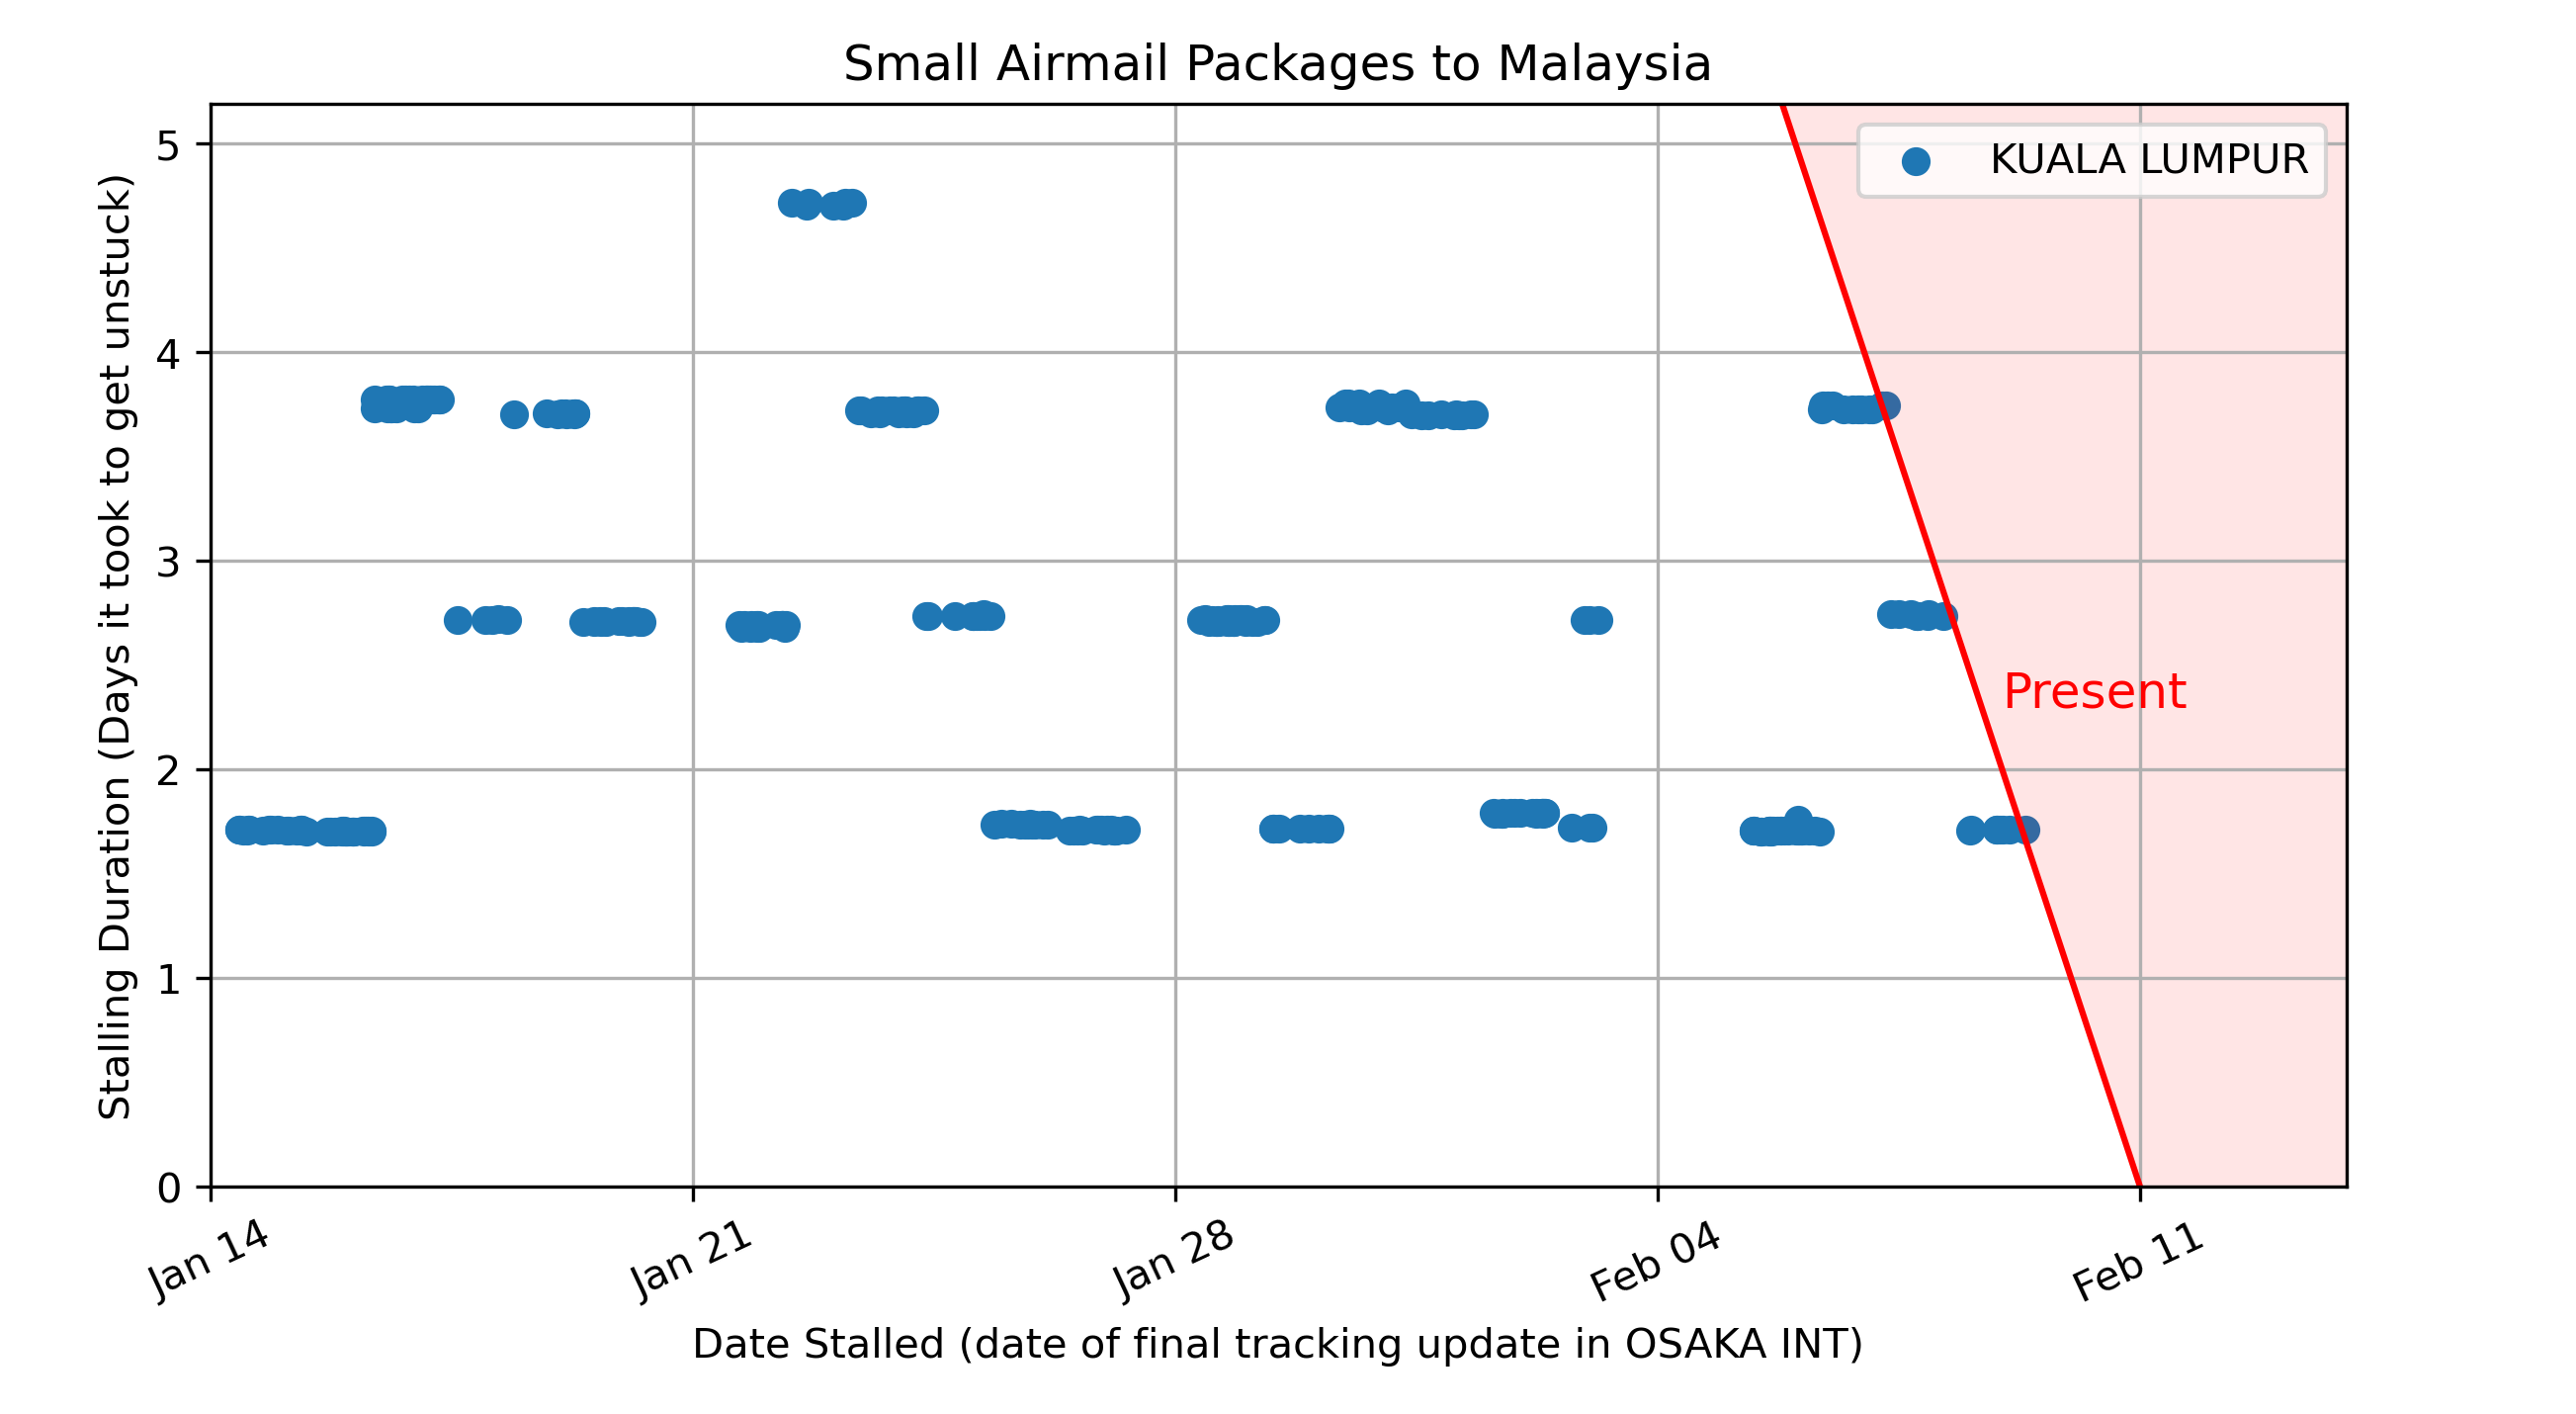 Small Airmail Packages to Malaysia
KUALA LUMPUR
Present
Stalling Duration (Days it took to get unstuck)
5
4
3
2
1
0
Jan 14
Jan 21
Jan 28
Feb 04
Feb 11
Date Stalled (date of final tracking update in OSAKA INT)